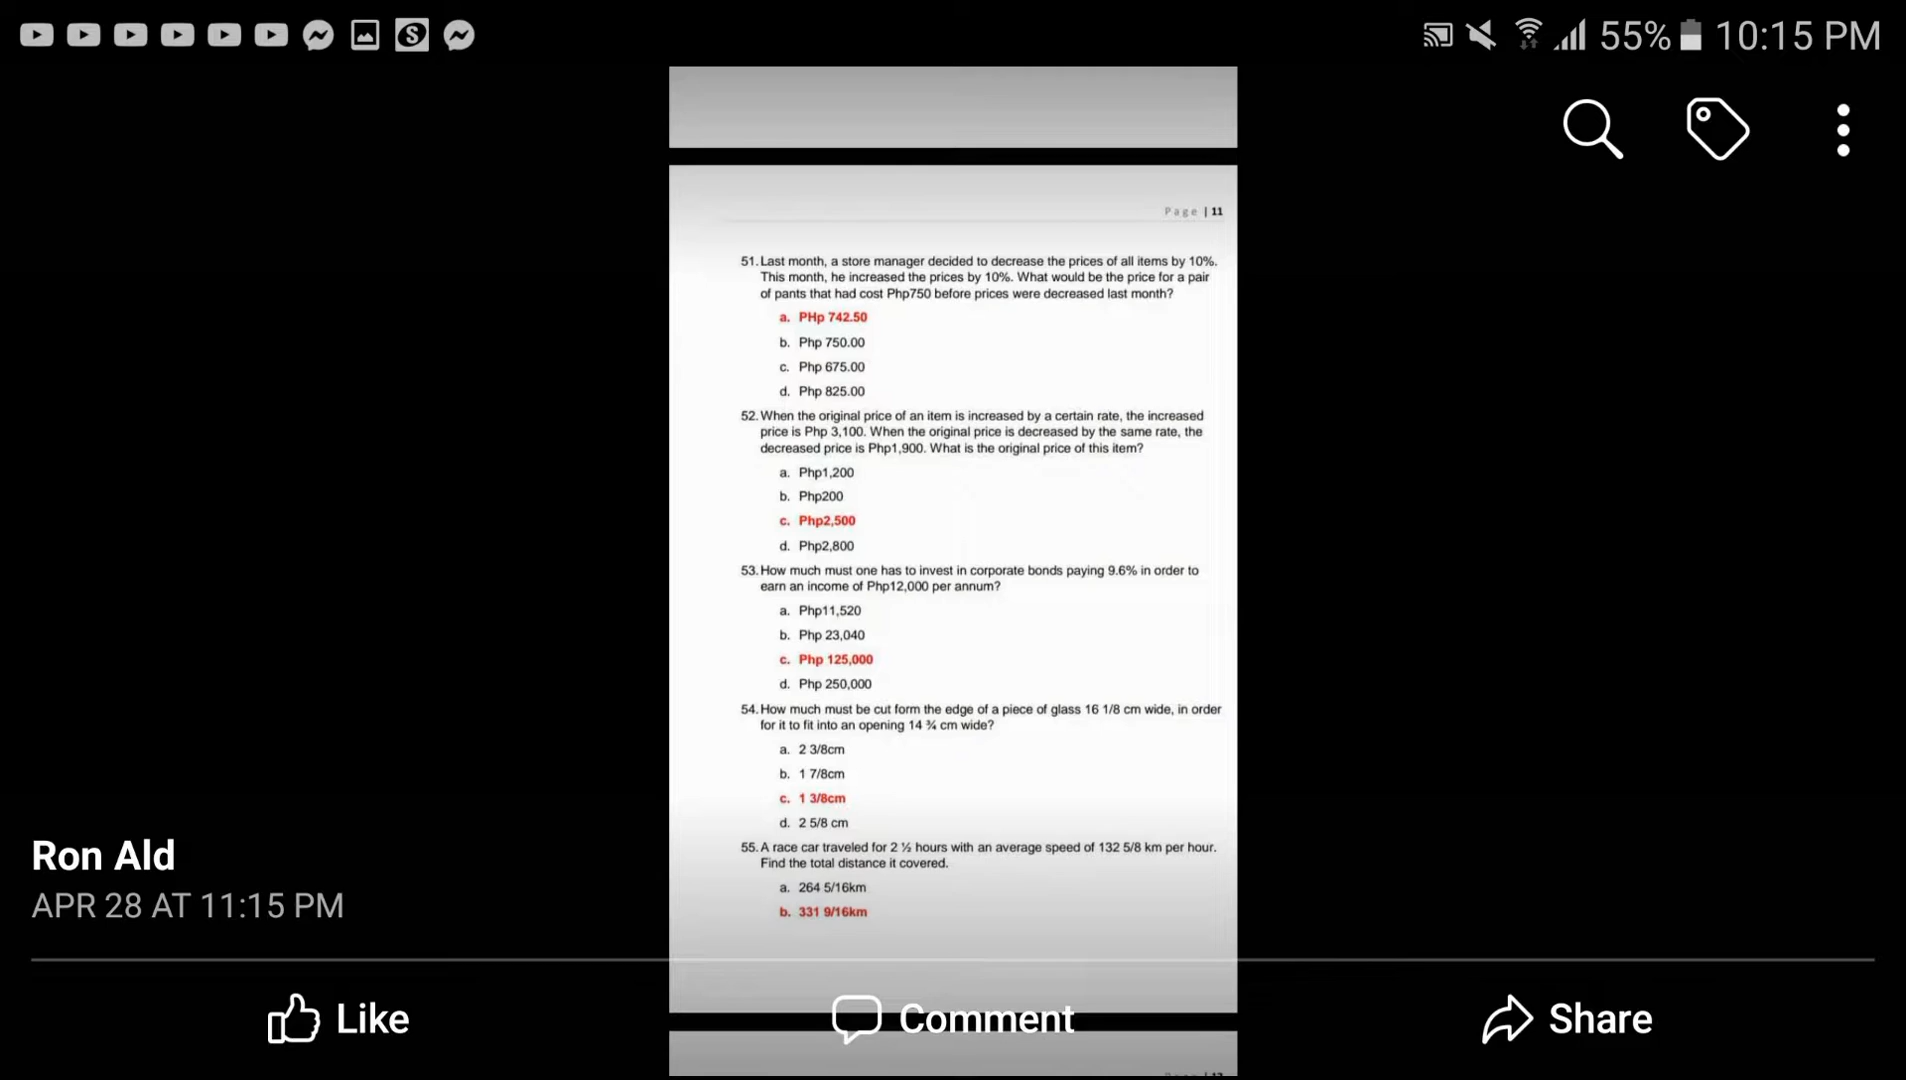 55% 10:15 PM
Page | 11
51. Last month, a store manager decided to decrease the prices of all items by 10%.
This month, he increased the prices by 10%. What would be the price for a pair
of pants that had cost Php750 before prices were decreased last month?
a. PHp 742.50
b. Php 750.00
c. Php 675.00
d. Php 825.00
52. When the original price of an item is increased by a certain rate, the increased
price is Php 3,100. When the original price is decreased by the same rate, the
decreased price is Php1,900. What is the original price of this item?
a. Php1,200
b. Php200
c. Php2,500
d. Php2,800
53. How much must one has to invest in corporate bonds paying 9.6% in order to
earn an income of Php12,000 per annum?
a. Php11,520
b. Php 23,040
c. Php 125,000
d. Php 250,000
54. How much must be cut form the edge of a piece of glass 16 1/8 cm wide, in order
for it to fit into an opening 14 ¾ cm wide?
a. 2 3/8cm
b. 1 7/8cm
c. 1 3/8cm
d. 2 5/8 cm
55. A race car traveled for 2 ½ hours with an average speed of 132 5/8 km per hour.
Find the total distance it covered.
a. 264 5/16km
b. 331 9/16km
Ron Ald
APR 28 AT 11:15 PM
Like
Comment
Share